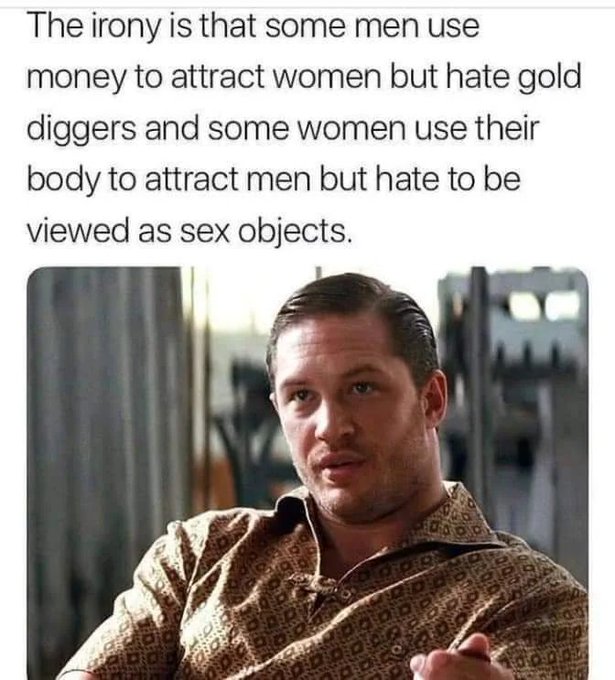 The irony is that some men use
money to attract women but hate gold
diggers and some women use their
body to attract men but hate to be
viewed as sex objects.